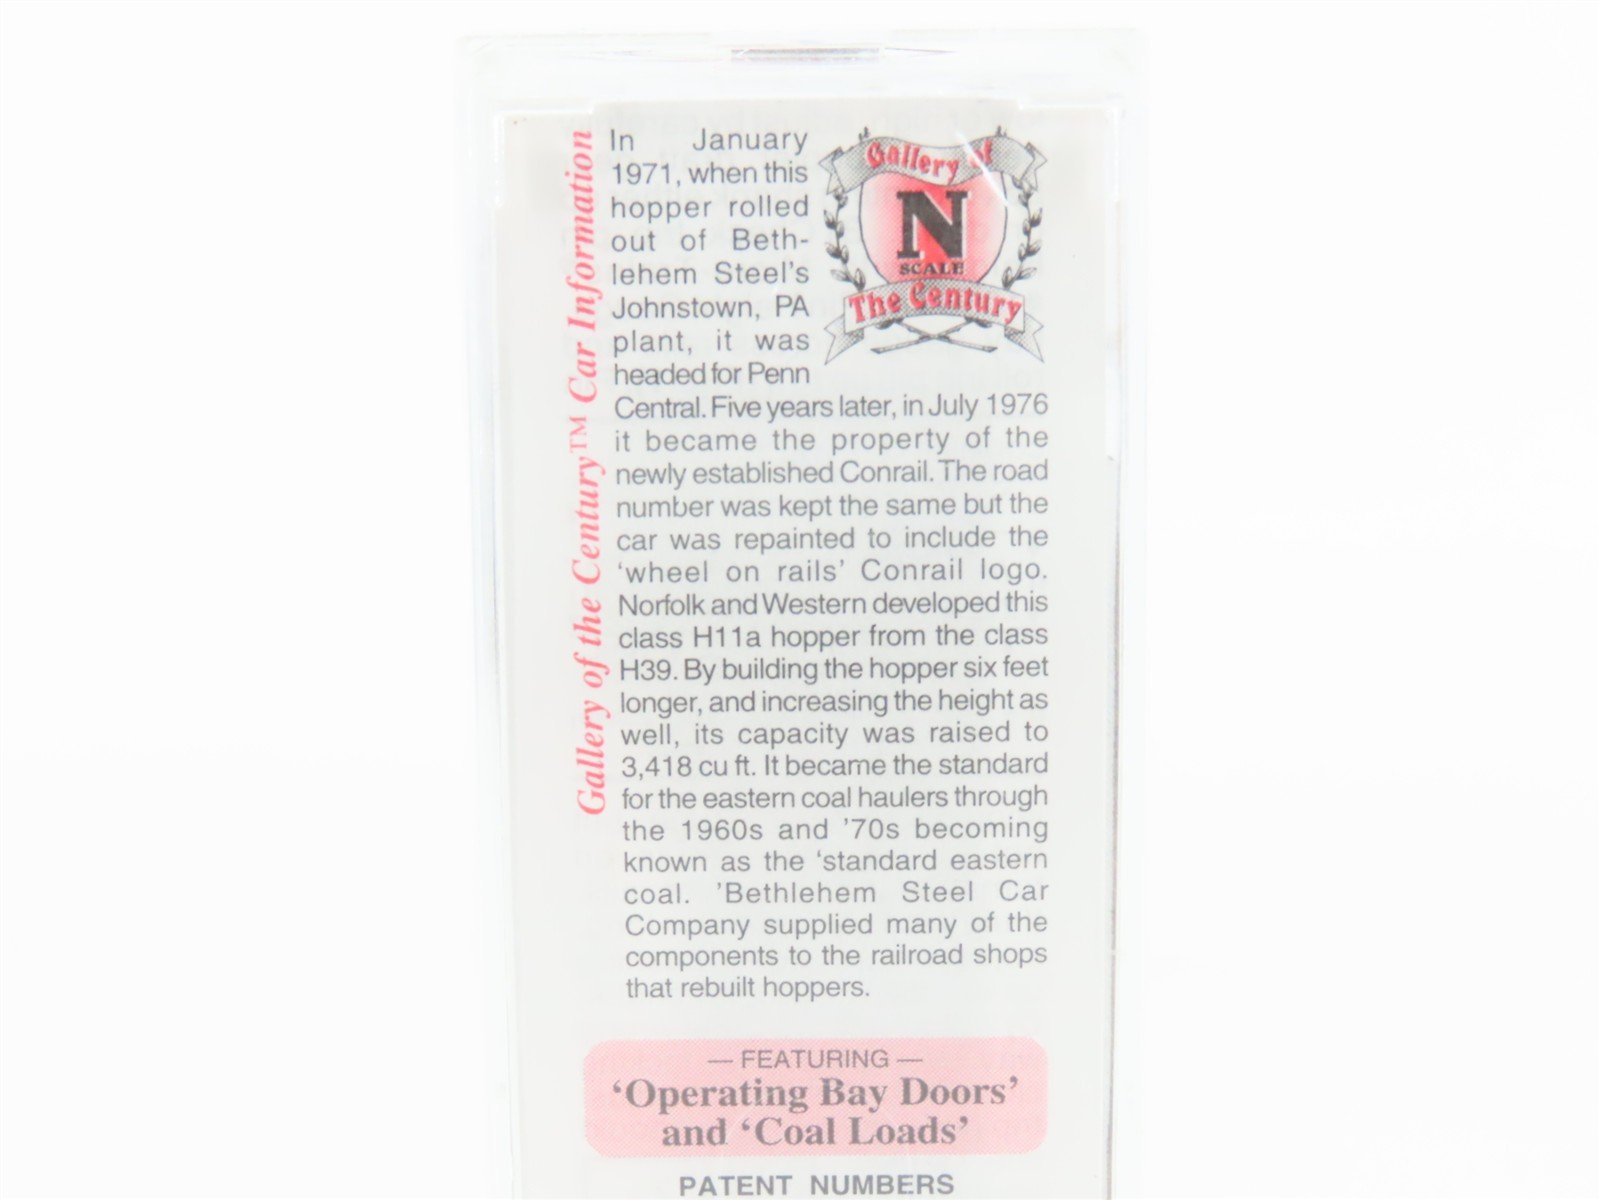 Gallery of the Century™ Car Information
Gallery of
N
SCALE
The Century
In January
1971, when this
hopper rolled
out of Beth-
lehem Steel's
Johnstown, PA
plant, it was
headed for Penn
Central. Five years later, in July 1976
it became the property of the
newly established Conrail. The road
number was kept the same but the
car was repainted to include the
‘wheel on rails’ Conrail logo.
Norfolk and Western developed this
class H11a hopper from the class
H39. By building the hopper six feet
longer, and increasing the height as
well, its capacity was raised to
3,418 cu ft. It became the standard
for the eastern coal haulers through
the 1960s and ’70s becoming
known as the ‘standard eastern
coal. ’Bethlehem Steel Car
Company supplied many of the
components to the railroad shops
that rebuilt hoppers.
— FEATURING —
‘Operating Bay Doors’
and ‘Coal Loads’
PATENT NUMBERS